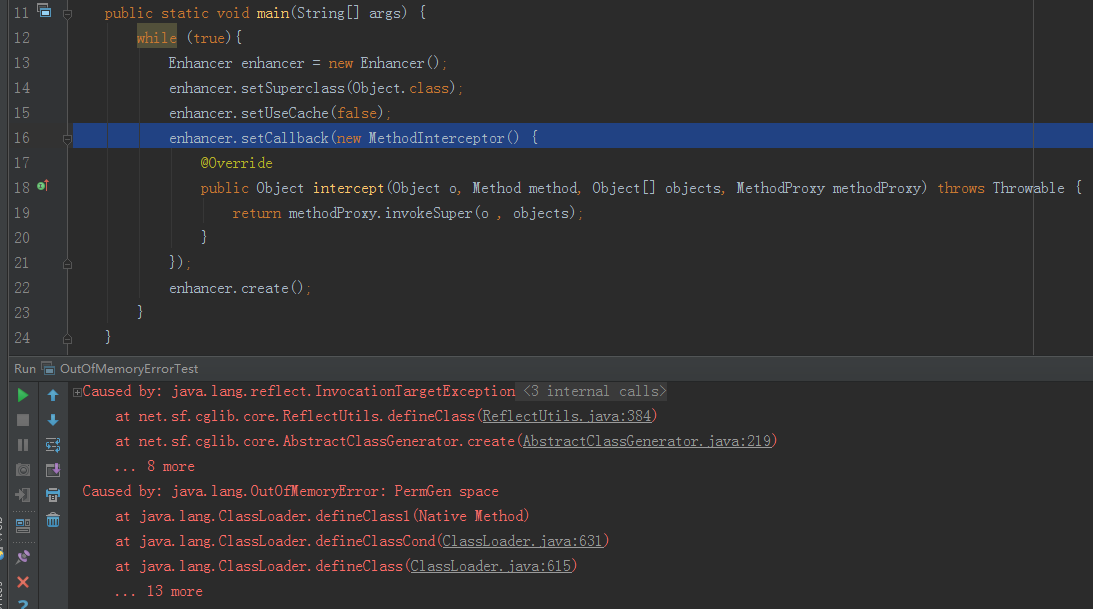 11 public static void main(String[] args) {
12 while (true){
13 Enhancer enhancer = new Enhancer();
14 enhancer.setSuperclass(Object.class);
15 enhancer.setUseCache(false);
16 enhancer.setCallback(new MethodInterceptor() {
17 @Override
18 public Object intercept(Object o, Method method, Object[] objects, MethodProxy methodProxy) throws Throwable {
19 return methodProxy.invokeSuper(o , objects);
20 }
21 });
22 enhancer.create();
23 }
24 }
Run OutOfMemoryErrorTest
Caused by: java.lang.reflect.InvocationTargetException <3 internal calls>
at net.sf.cglib.core.ReflectUtils.defineClass(ReflectUtils.java:384)
at net.sf.cglib.core.AbstractClassGenerator.create(AbstractClassGenerator.java:219)
... 8 more
Caused by: java.lang.OutOfMemoryError: PermGen space
at java.lang.ClassLoader.defineClass1(Native Method)
at java.lang.ClassLoader.defineClassCond(ClassLoader.java:631)
at java.lang.ClassLoader.defineClass(ClassLoader.java:615)
... 13 more